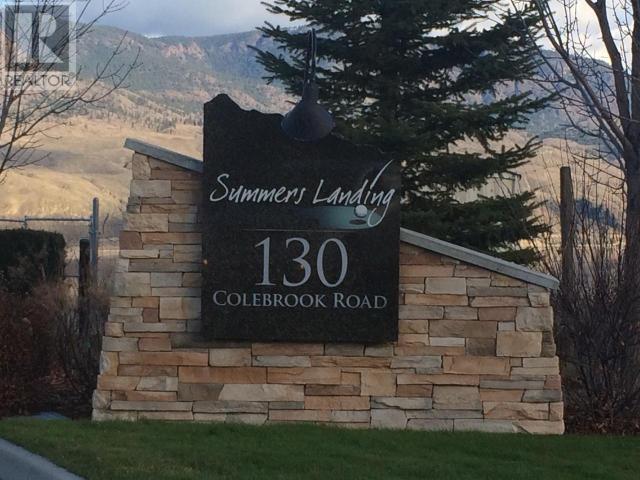 R
REALTOR
Summers Landing
130
COLEBROOK ROAD